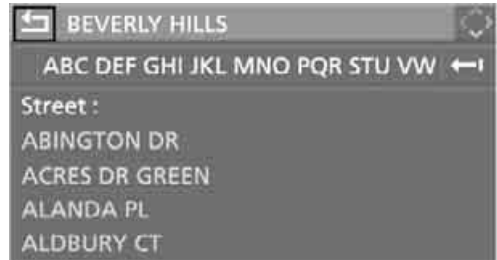 BEVERLY HILLS
ABC DEF GHI JKL MNO PQR STU VW
Street :
ABINGTON DR
ACRES DR GREEN
ALANDA PL
ALDBURY CT